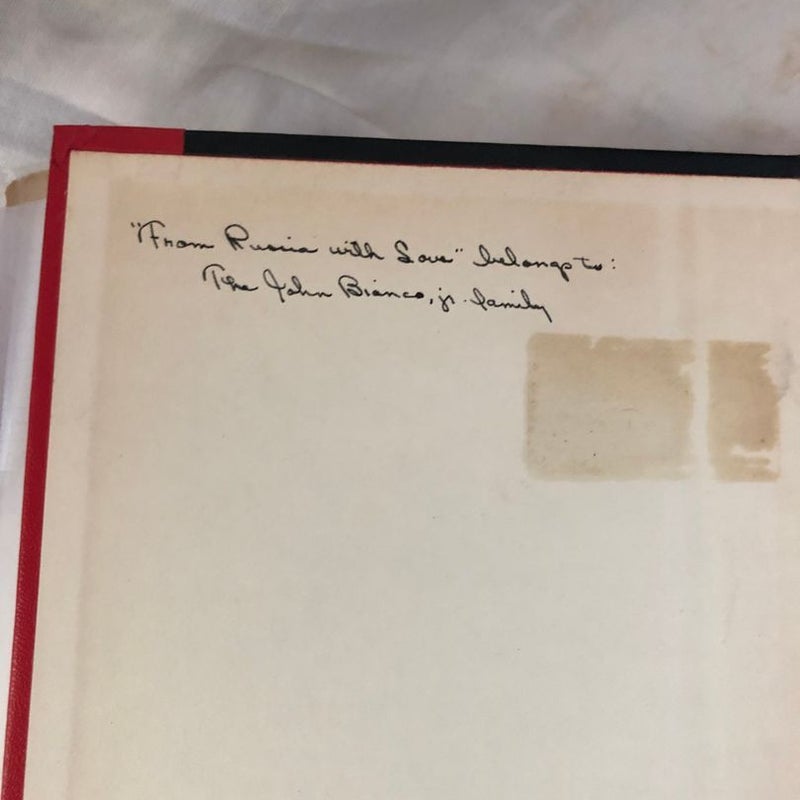 "From Russia with Love" belongs to:
The John Bianco, jr. family